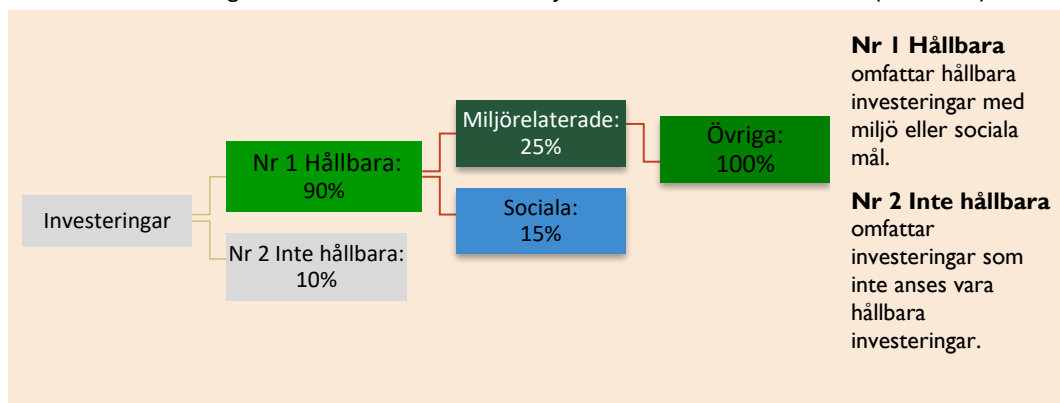 Investeringar
Nr 1 Hållbara:
90%
Nr 2 Inte hållbara:
10%
Miljörelaterade:
25%
Sociala:
15%
Övriga:
100%
Nr 1 Hållbara
omfattar hållbara
investeringar med
miljö eller sociala
mål.
Nr 2 Inte hållbara
omfattar
investeringar som
inte anses vara
hållbara
investeringar.